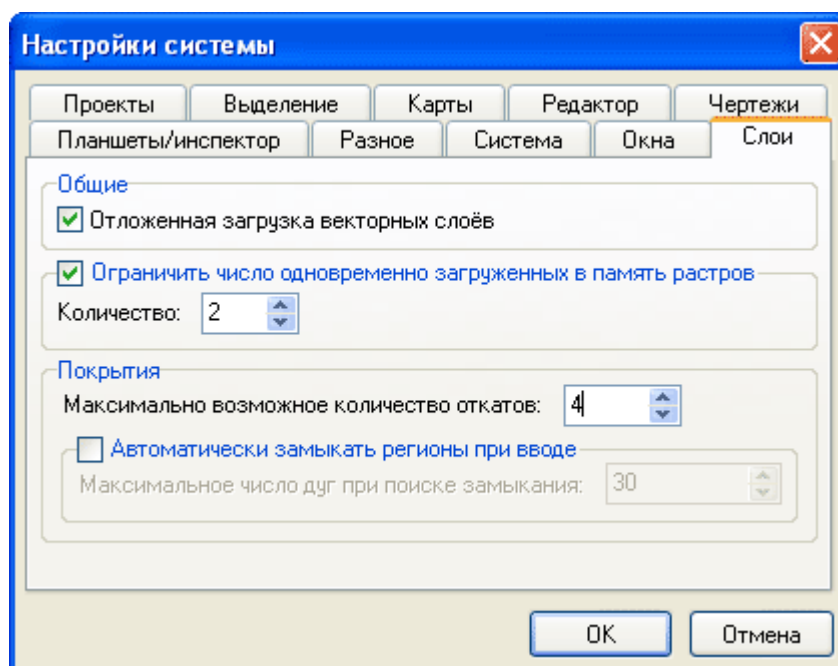 Настройки системы
Проекты Выделение Карты Редактор Чертежи
Планшеты/инспектор Разное Система Окна Слои
Общие
Отложенная загрузка векторных слоёв
Ограничить число одновременно загруженных в память растров
Количество: 2
Покрытия
Максимально возможное количество откатов: 4
Автоматически замыкать регионы при вводе
Максимальное число дуг при поиске замыкания: 30
OK Отмена